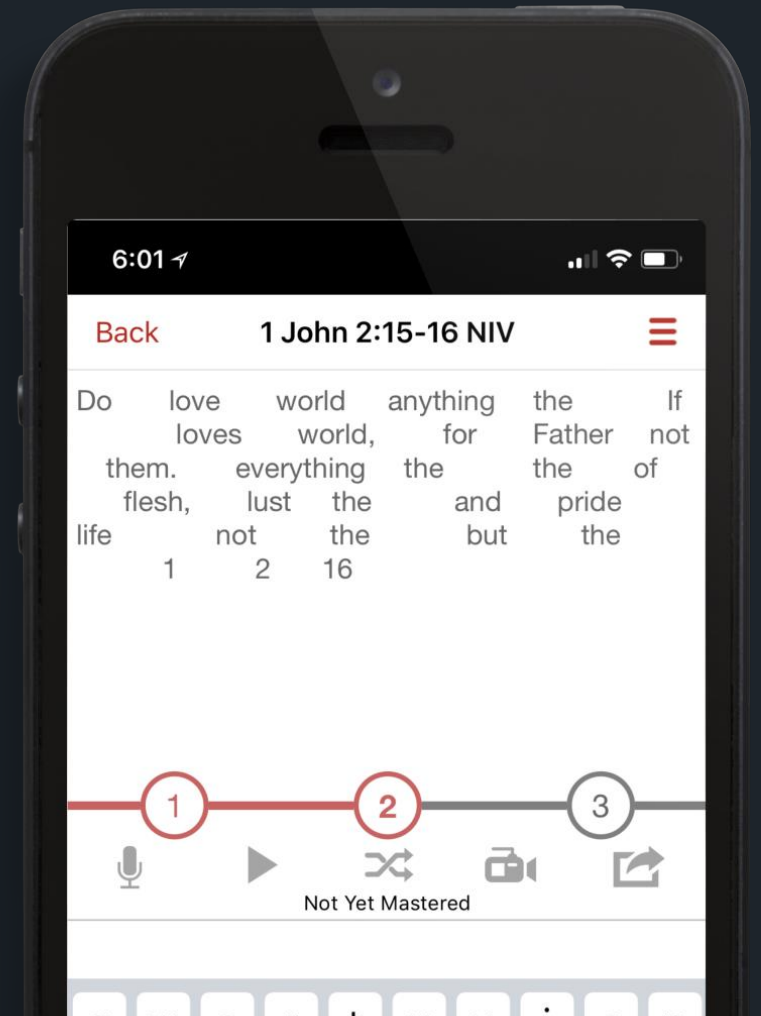 6:01
Back 1 John 2:15-16 NIV
Do love world anything the If
loves world, for Father not
them. everything the the of
flesh, lust the and pride
life not the but the
1 2 16
1 2 3
Not Yet Mastered